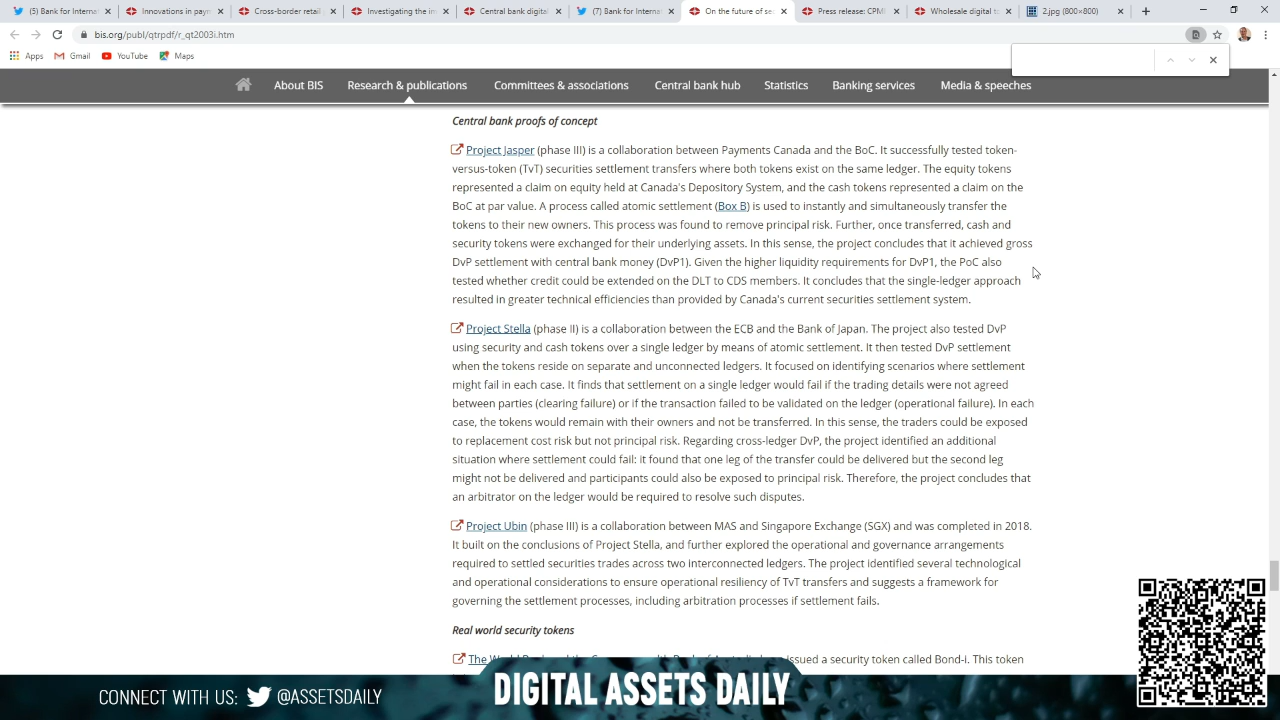 (5) Bank for Internat
Innovations in payme
Cross-border retail
Investigating the im
Central bank digital
(7) Bank for Internat
On the future of sec
Press release: CPMI
Wholesale digital to
2.jpg (800×800)
bis.org/publ/qtrpdf/r_qt2003i.htm
Apps
Gmail
YouTube
Maps
About BIS
Research & publications
Committees & associations
Central bank hub
Statistics
Banking services
Media & speeches
Central bank proofs of concept
Project Jasper (phase III) is a collaboration between Payments Canada and the BoC. It successfully tested token-
versus-token (TvT) securities settlement transfers where both tokens exist on the same ledger. The equity tokens
represented a claim on equity held at Canada's Depository System, and the cash tokens represented a claim on the
BoC at par value. A process called atomic settlement (Box B) is used to instantly and simultaneously transfer the
tokens to their new owners. This process was found to remove principal risk. Further, once transferred, cash and
security tokens were exchanged for their underlying assets. In this sense, the project concludes that it achieved gross
DvP settlement with central bank money (DvP1). Given the higher liquidity requirements for DvP1, the PoC also
tested whether credit could be extended on the DLT to CDS members. It concludes that the single-ledger approach
resulted in greater technical efficiencies than provided by Canada's current securities settlement system.
Project Stella (phase II) is a collaboration between the ECB and the Bank of Japan. The project also tested DvP
using security and cash tokens over a single ledger by means of atomic settlement. It then tested DvP settlement
when the tokens reside on separate and unconnected ledgers. It focused on identifying scenarios where settlement
might fail in each case. It finds that settlement on a single ledger would fail if the trading details were not agreed
between parties (clearing failure) or if the transaction failed to be validated on the ledger (operational failure). In each
case, the tokens would remain with their owners and not be transferred. In this sense, the traders could be exposed
to replacement cost risk but not principal risk. Regarding cross-ledger DvP, the project identified an additional
situation where settlement could fail: it found that one leg of the transfer could be delivered but the second leg
might not be delivered and participants could also be exposed to principal risk. Therefore, the project concludes that
an arbitrator on the ledger would be required to resolve such disputes.
Project Ubin (phase III) is a collaboration between MAS and Singapore Exchange (SGX) and was completed in 2018.
It built on the conclusions of Project Stella, and further explored the operational and governance arrangements
required to settled securities trades across two interconnected ledgers. The project identified several technological
and operational considerations to ensure operational resiliency of TvT transfers and suggests a framework for
governing the settlement processes, including arbitration processes if settlement fails.
Real world security tokens
The World Bank and the issued a security token called Bond-i. This token
CONNECT WITH US: @ASSETSDAILY
DIGITAL ASSETS DAILY